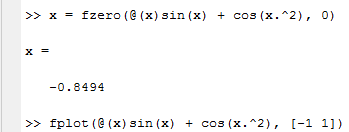 >> x = fzero(@(x)sin(x) + cos(x.^2), 0)
x =
-0.8494
>> fplot(@(x)sin(x) + cos(x.^2), [-1 1])